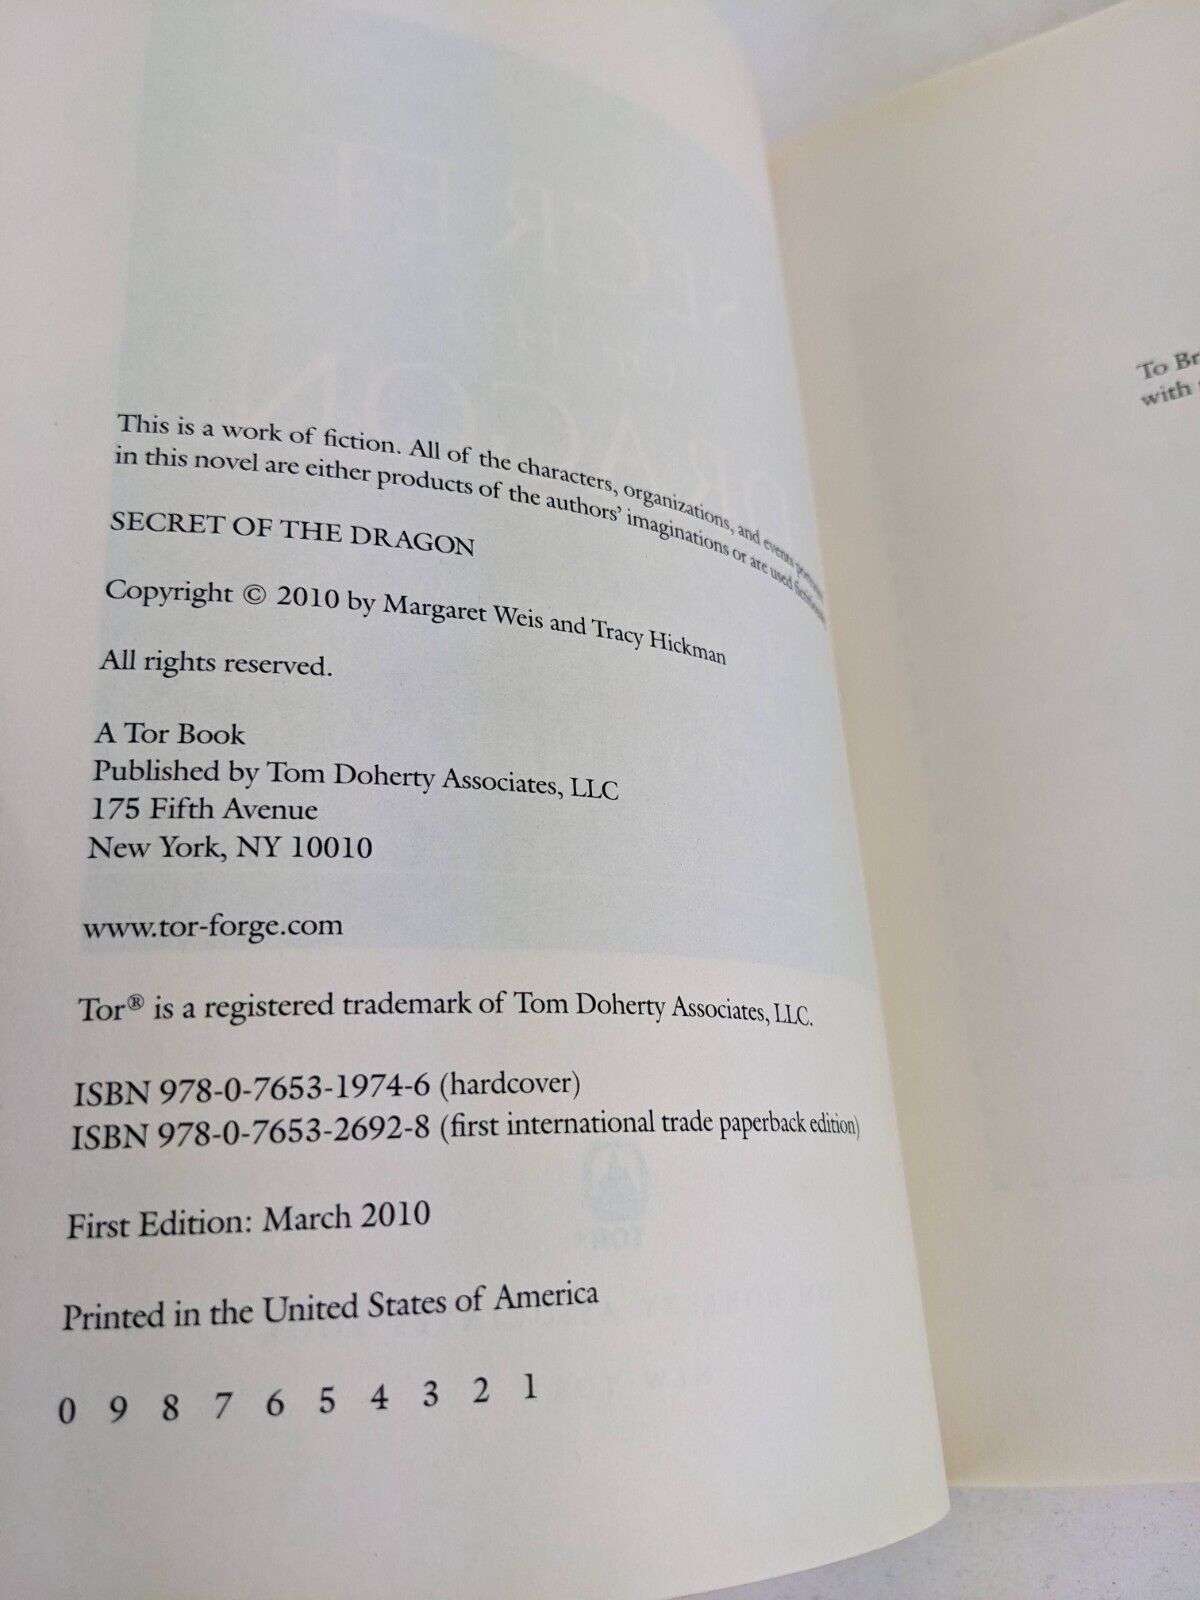 This is a work of fiction. All of the characters, organizations, and events portrayed
in this novel are either products of the authors' imaginations or are used fictitiously.
SECRET OF THE DRAGON
Copyright © 2010 by Margaret Weis and Tracy Hickman
All rights reserved.
A Tor Book
Published by Tom Doherty Associates, LLC
175 Fifth Avenue
New York, NY 10010
www.tor-forge.com
Tor® is a registered trademark of Tom Doherty Associates, LLC.
ISBN 978-0-7653-1974-6 (hardcover)
ISBN 978-0-7653-2692-8 (first international trade paperback edition)
First Edition: March 2010
Printed in the United States of America
0 9 8 7 6 5 4 3 2 1
To Br
with